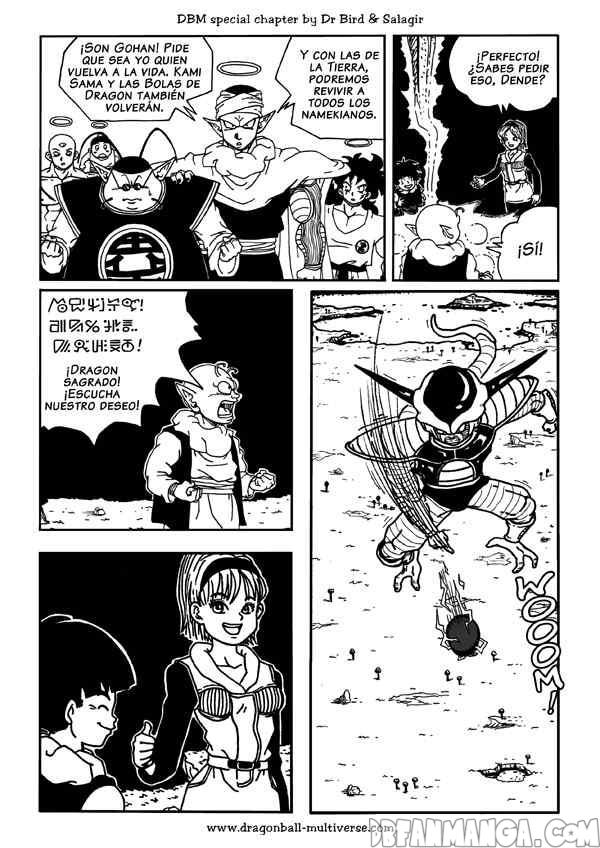 DBM special chapter by Dr Bird & Salagir
¡SON GOHAN! PIDE
QUE SEA YO QUIEN
VUELVA A LA VIDA. KAMI
SAMA Y LAS BOLAS DE
DRAGON TAMBIÉN
VOLVERÁN.
Y CON LAS DE
LA TIERRA,
PODREMOS
REVIVIR A
TODOS LOS
NAMEKIANOS.
¡PERFECTO!
¿SABES PEDIR
ESO, DENDE?
¡SÍ!
¡DRAGON
SAGRADO!
¡ESCUCHA
NUESTRO DESEO!
WOOOM!
www.dragonball-multiverse.com
DBFANMANGA.COM